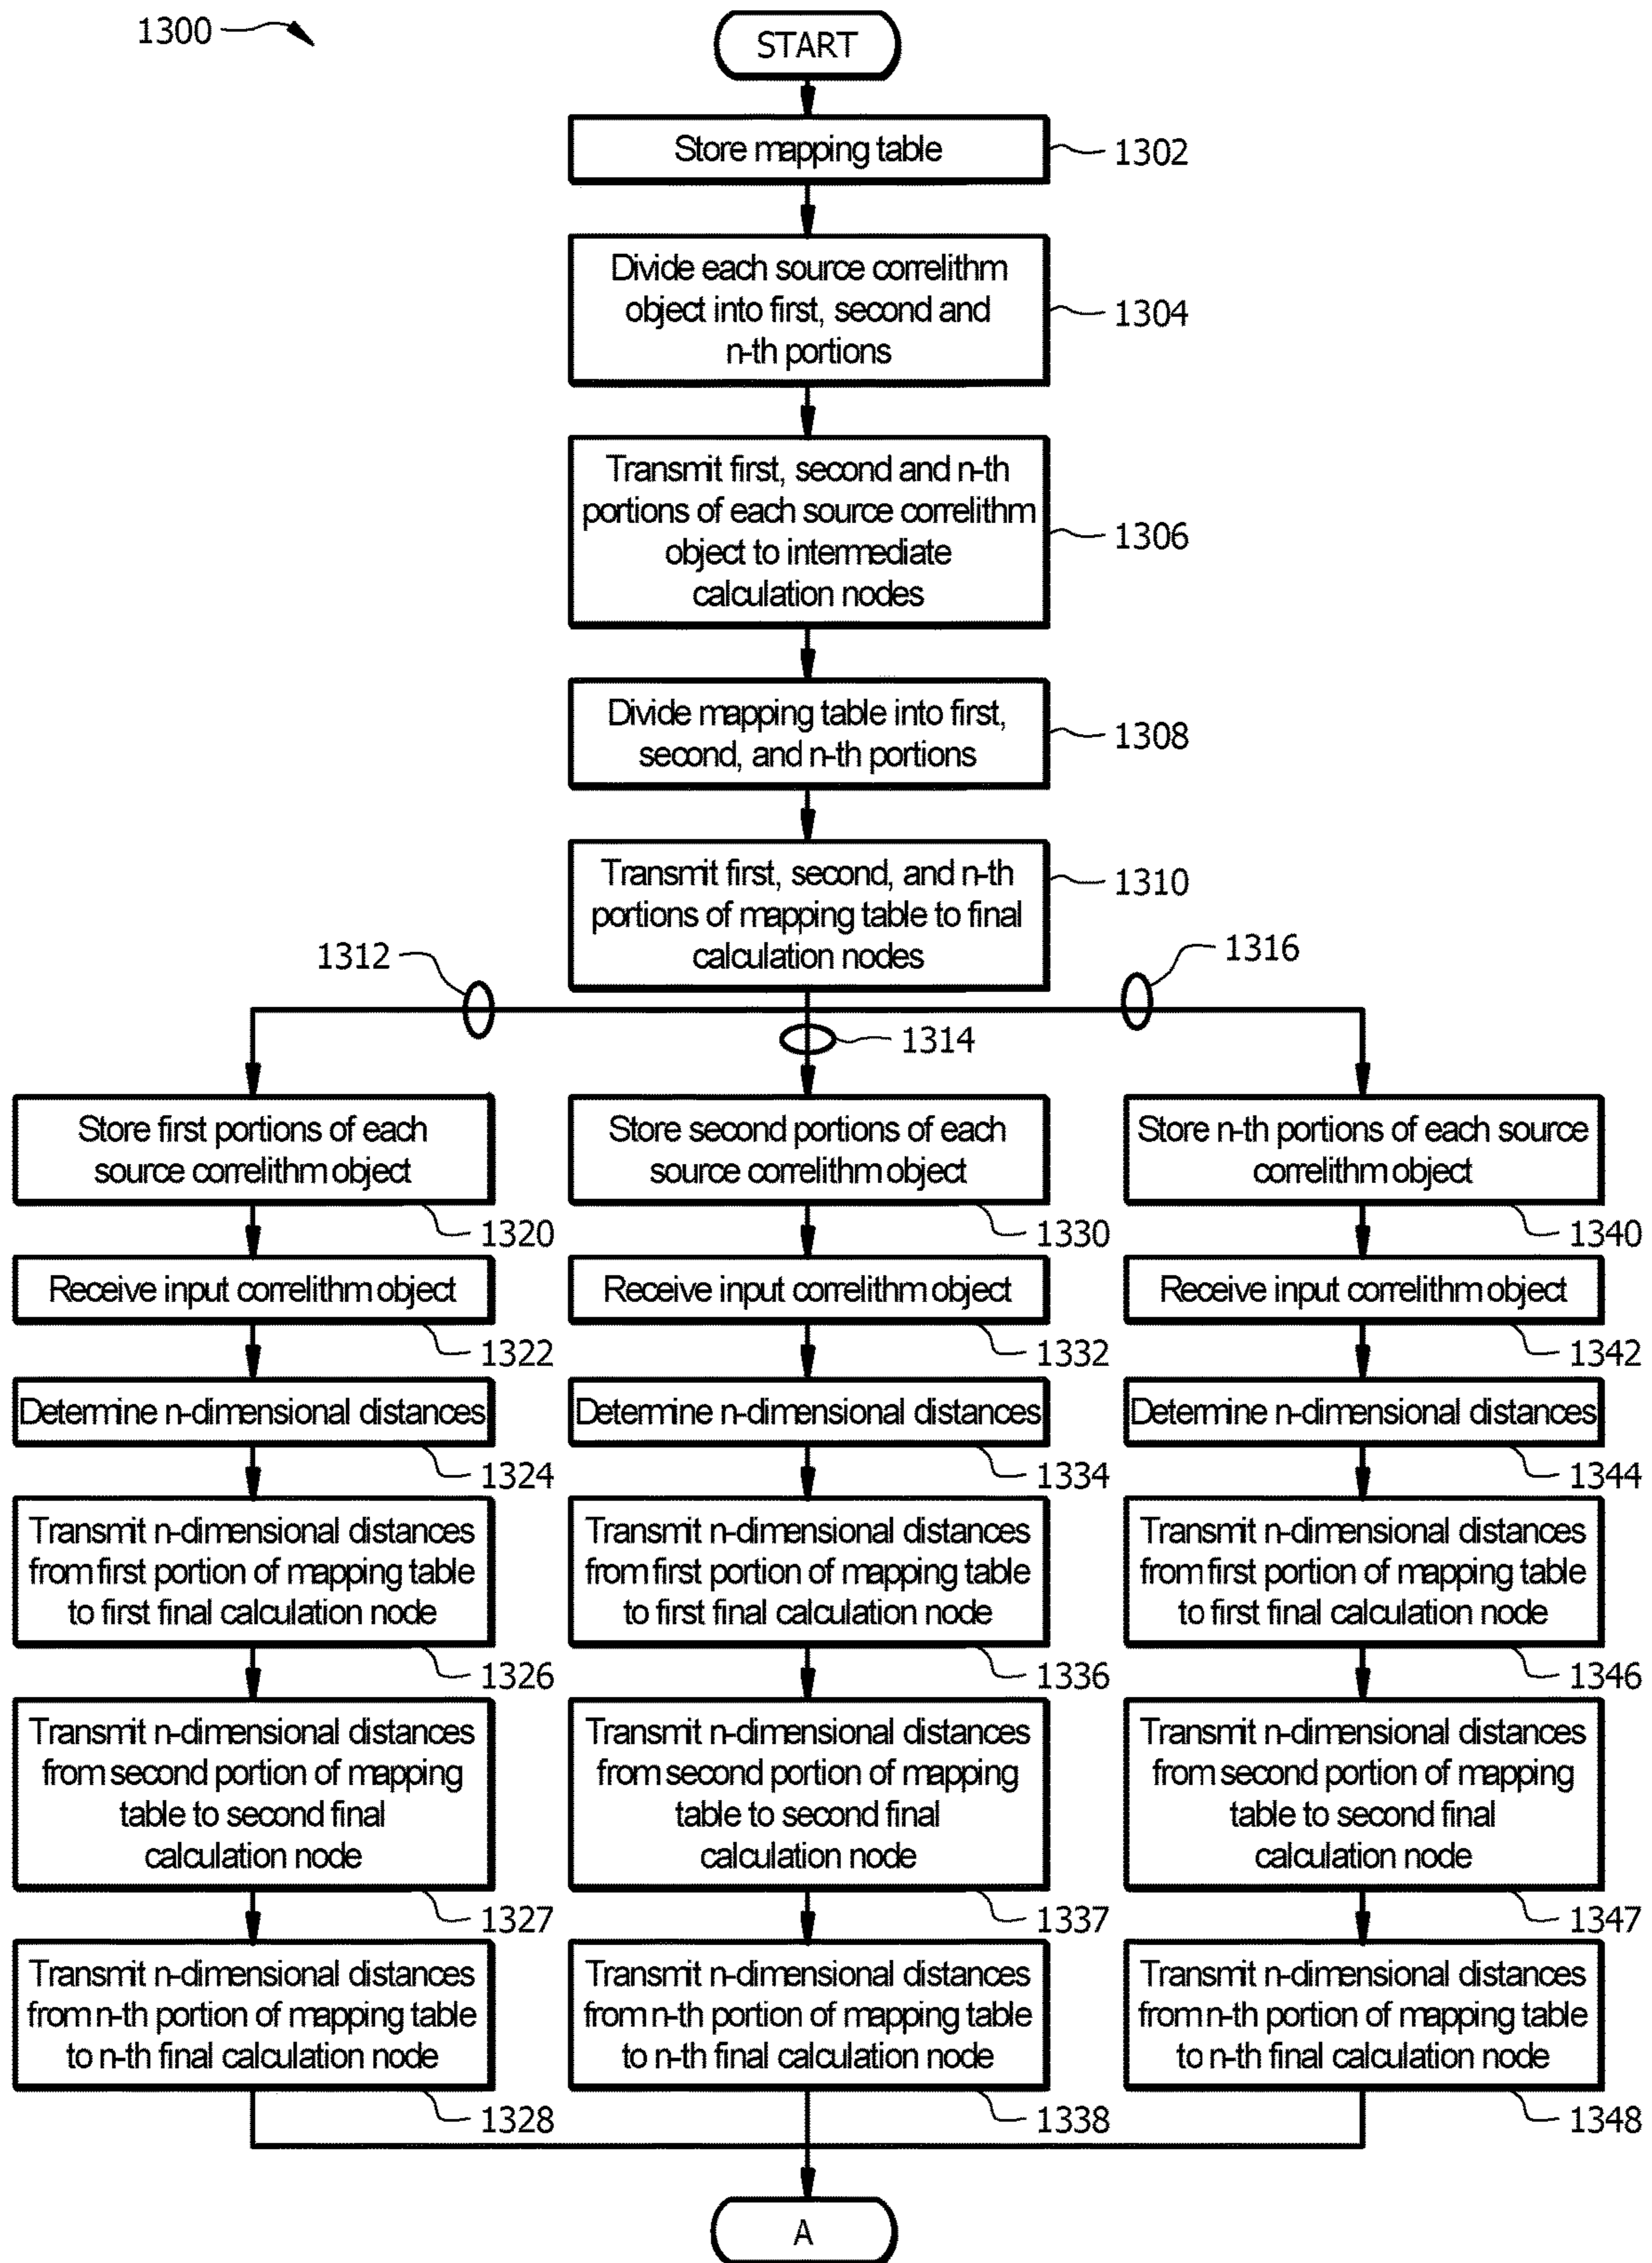 1300
START
Store mapping table
1302
Divide each source correlithm
object into first, second and
n-th portions
1304
Transmit first, second and n-th
portions of each source correlithm
object to intermediate
calculation nodes
1306
Divide mapping table into first,
second, and n-th portions
1308
Transmit first, second, and n-th
portions of mapping table to final
calculation nodes
1310
1312
1314
1316
Store first portions of each
source correlithm object
1320
Receive input correlithm object
1322
Determine n-dimensional distances
1324
Transmit n-dimensional distances
from first portion of mapping table
to first final calculation node
1326
Transmit n-dimensional distances
from second portion of mapping
table to second final
calculation node
1327
Transmit n-dimensional distances
from n-th portion of mapping table
to n-th final calculation node
1328
Store second portions of each
source correlithm object
1330
Receive input correlithm object
1332
Determine n-dimensional distances
1334
Transmit n-dimensional distances
from first portion of mapping table
to first final calculation node
1336
Transmit n-dimensional distances
from second portion of mapping
table to second final
calculation node
1337
Transmit n-dimensional distances
from n-th portion of mapping table
to n-th final calculation node
1338
Store n-th portions of each source
correlithm object
1340
Receive input correlithm object
1342
Determine n-dimensional distances
1344
Transmit n-dimensional distances
from first portion of mapping table
to first final calculation node
1346
Transmit n-dimensional distances
from second portion of mapping
table to second final
calculation node
1347
Transmit n-dimensional distances
from n-th portion of mapping table
to n-th final calculation node
1348
A